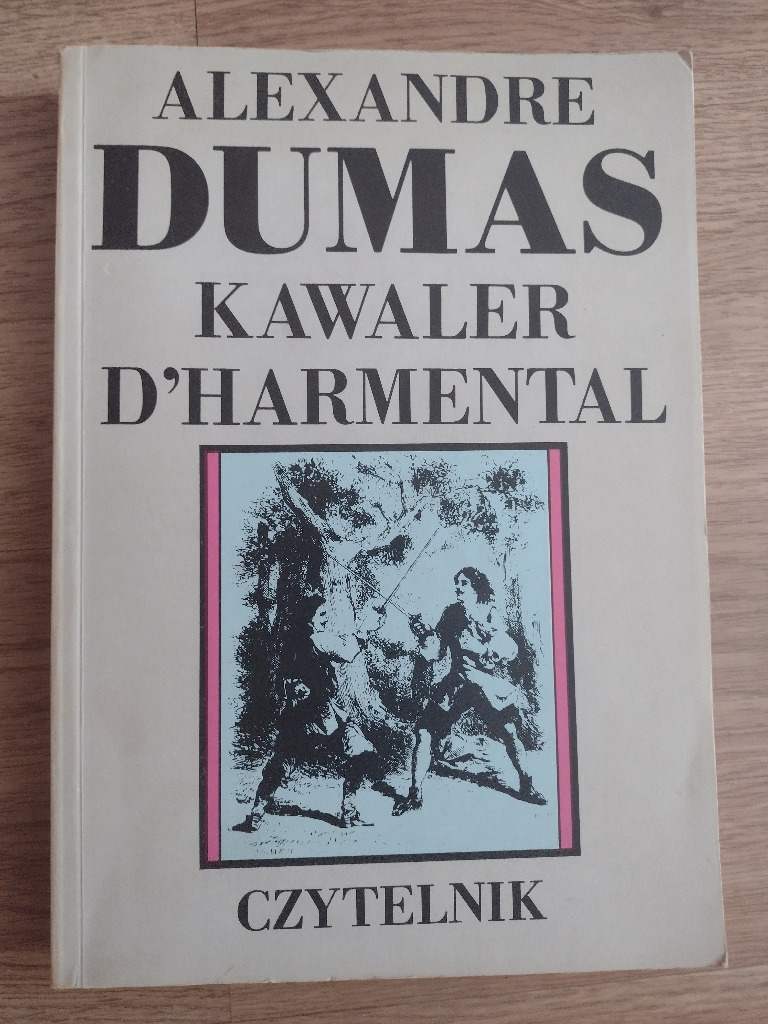 ALEXANDRE
DUMAS
KAWALER
D'HARMENTAL
CZYTELNIK